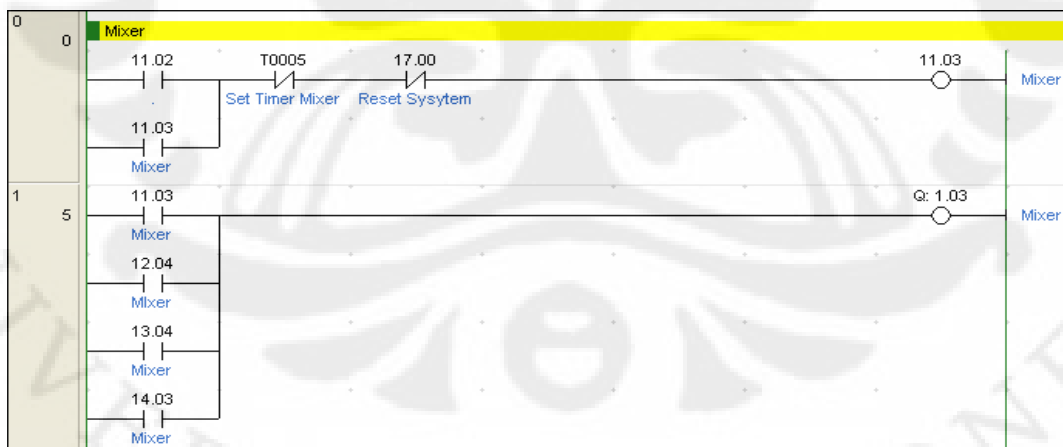 0
0
Mixer
11.02 T0005 17.00 11.03
Mixer
. Set Timer Mixer Reset Sysytem
11.03
Mixer
1
5
11.03 Q: 1.03
Mixer
Mixer
12.04
MIxer
13.04
Mixer
14.03
Mixer